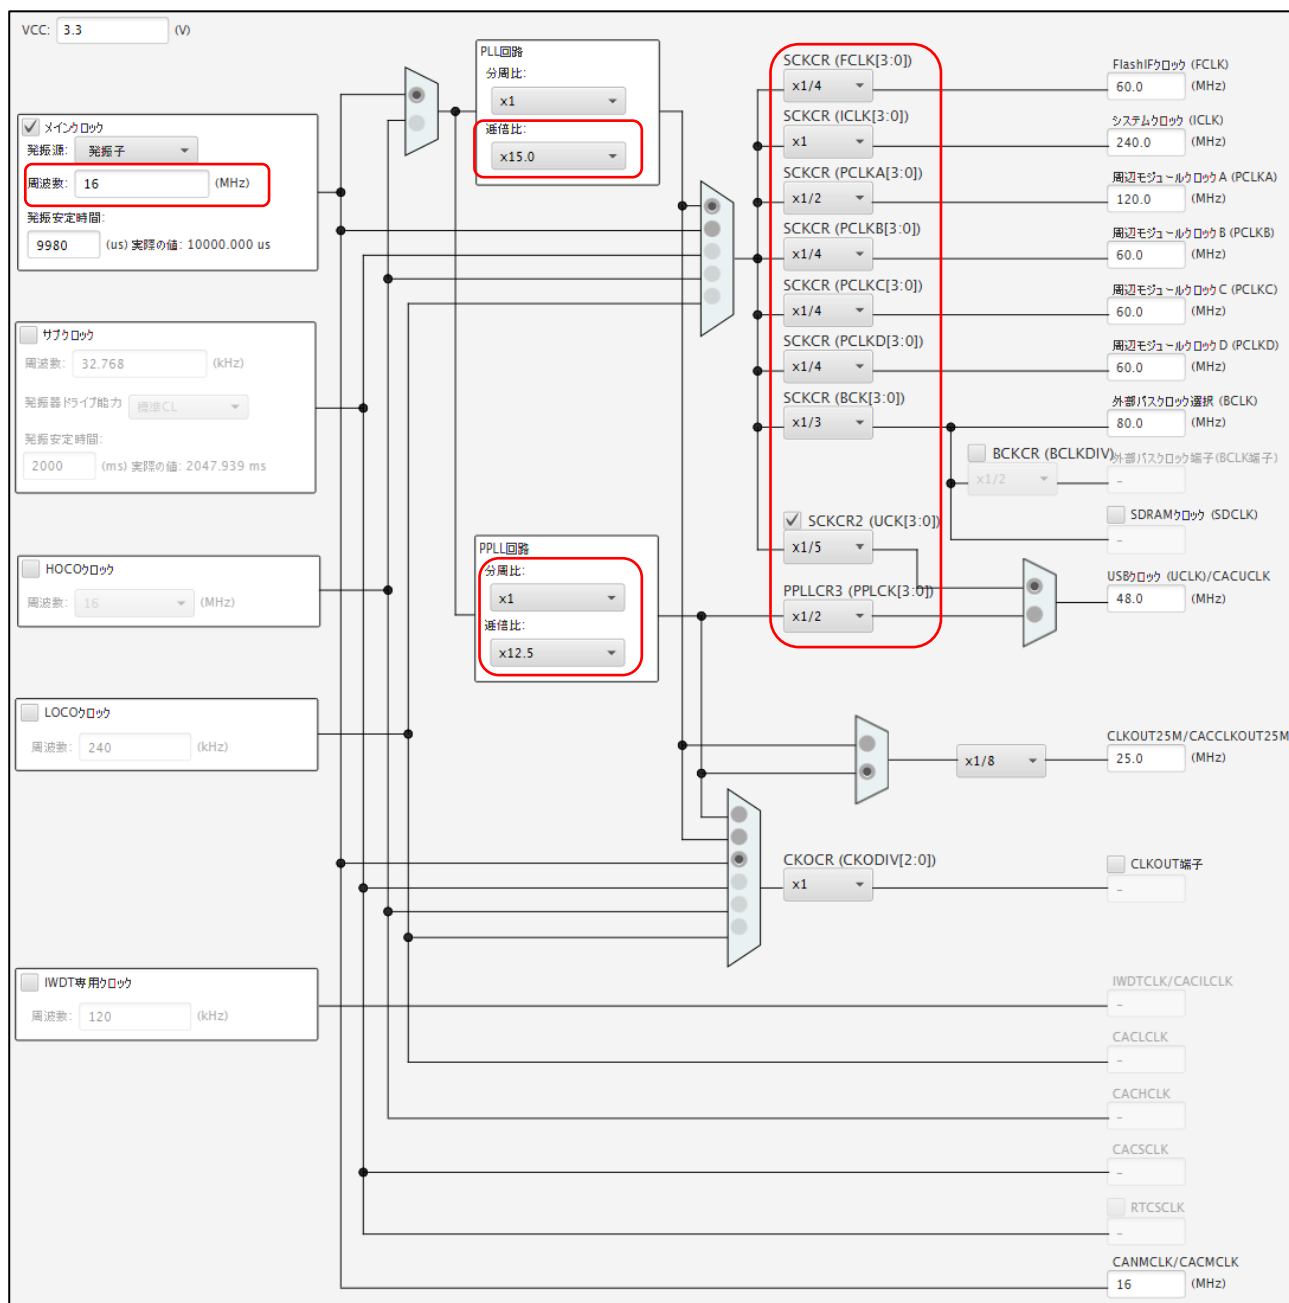 VCC: 3.3 (V)
メインクロック
発振源: 発振子
周波数: 16 (MHz)
発振安定時間:
9980 (us) 実際の値: 10000.000 us
サブクロック
周波数: 32.768 (kHz)
発振器ドライブ能力 標準CL
発振安定時間:
2000 (ms) 実際の値: 2047.939 ms
HOCOクロック
周波数: 16 (MHz)
LOCOクロック
周波数: 240 (kHz)
IWDT専用クロック
周波数: 120 (kHz)
PLL回路
分周比:
x1
逓倍比:
x15.0
PPLL回路
分周比:
x1
逓倍比:
x12.5
SCKCR (FCLK[3:0])
x1/4
SCKCR (ICLK[3:0])
x1
SCKCR (PCLKA[3:0])
x1/2
SCKCR (PCLKB[3:0])
x1/4
SCKCR (PCLKC[3:0])
x1/4
SCKCR (PCLKD[3:0])
x1/4
SCKCR (BCK[3:0])
x1/3
BCKCR (BCLKDIV)
x1/2
SCKCR2 (UCK[3:0])
x1/5
PPLLCR3 (PPLCK[3:0])
x1/2
x1/8
CKOCR (CKODIV[2:0])
x1
FlashIFクロック (FCLK)
60.0 (MHz)
システムクロック (ICLK)
240.0 (MHz)
周辺モジュールクロック A (PCLKA)
120.0 (MHz)
周辺モジュールクロック B (PCLKB)
60.0 (MHz)
周辺モジュールクロック C (PCLKC)
60.0 (MHz)
周辺モジュールクロック D (PCLKD)
60.0 (MHz)
外部バスクロック選択 (BCLK)
80.0 (MHz)
外部バスクロック端子(BCLK端子)
-
SDRAMクロック (SDCLK)
-
USBクロック (UCLK)/CACUCLK
48.0 (MHz)
CLKOUT25M/CACCLKOUT25M
25.0 (MHz)
CLKOUT端子
-
IWDTCLK/CACILCLK
-
CACLCLK
-
CACHCLK
-
CACSCLK
-
RTCSCLK
-
CANMCLK/CACMCLK
16 (MHz)